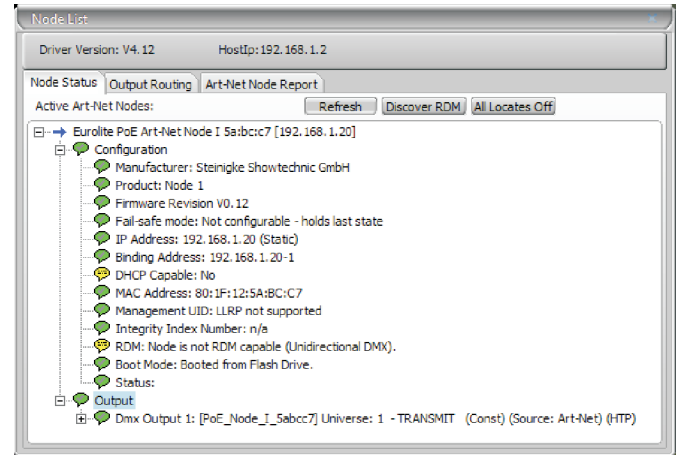 Node List
Driver Version: V4.12 HostIp:192.168.1.2
Node Status Output Routing Art-Net Node Report
Active Art-Net Nodes: Refresh Discover RDM All Locates Off
Eurolite PoE Art-Net Node I 5a:bc:c7 [192.168.1.20]
Configuration
Manufacturer: Steinigke Showtechnic GmbH
Product: Node 1
Firmware Revision V0.12
Fail-safe mode: Not configurable - holds last state
IP Address: 192.168.1.20 (Static)
Binding Address: 192.168.1.20-1
DHCP Capable: No
MAC Address: 80:1F:12:5A:BC:C7
Management UID: LLRP not supported
Integrity Index Number: n/a
RDM: Node is not RDM capable (Unidirectional DMX).
Boot Mode: Booted from Flash Drive.
Status:
Output
Dmx Output 1: [PoE_Node_I_5abcc7] Universe: 1 - TRANSMIT (Const) (Source: Art-Net) (HTP)